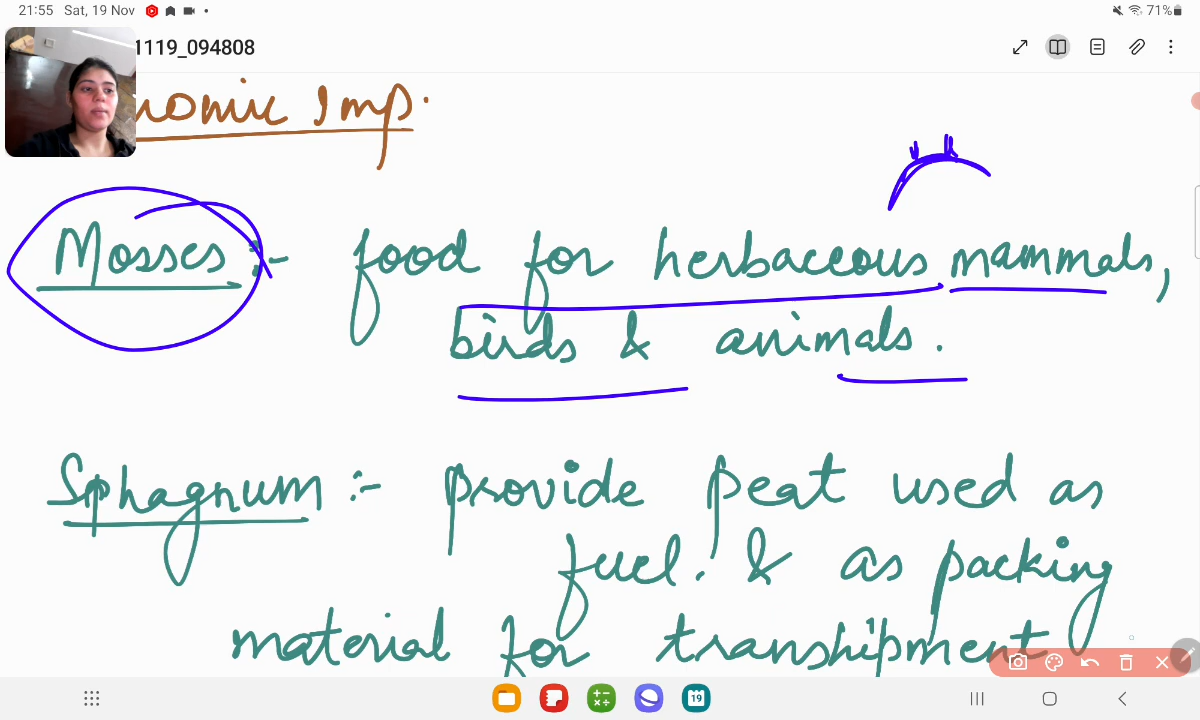 21:55 Sat, 19 Nov 71%
1119_094808
nomic Imp.
Mosses :- food for herbaceous mammals,
birds & animals.
Sphagnum :- provide peat used as
fuel. & as packing
material for transhipment
19